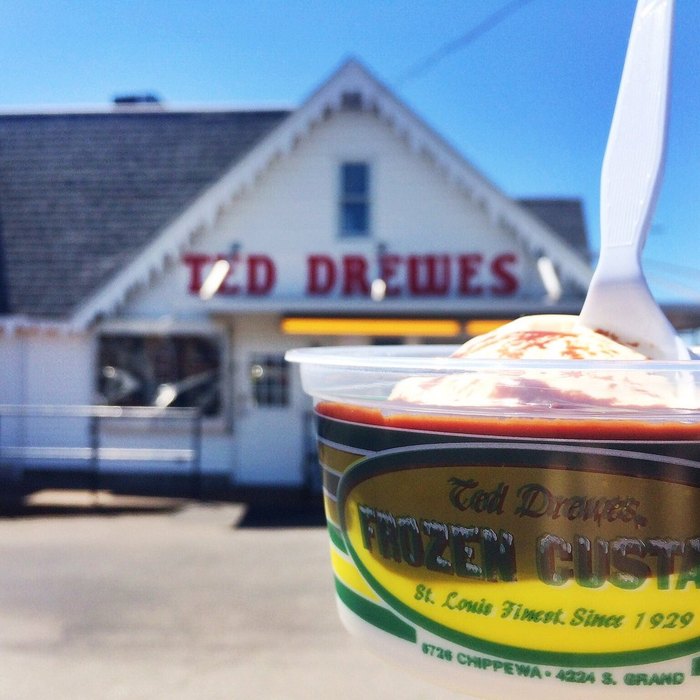 TED DREWES
Ted Drewes
FROZEN CUSTA
St. Louis Finest Since 1929
6726 CHIPPEWA • 4224 S. GRAND